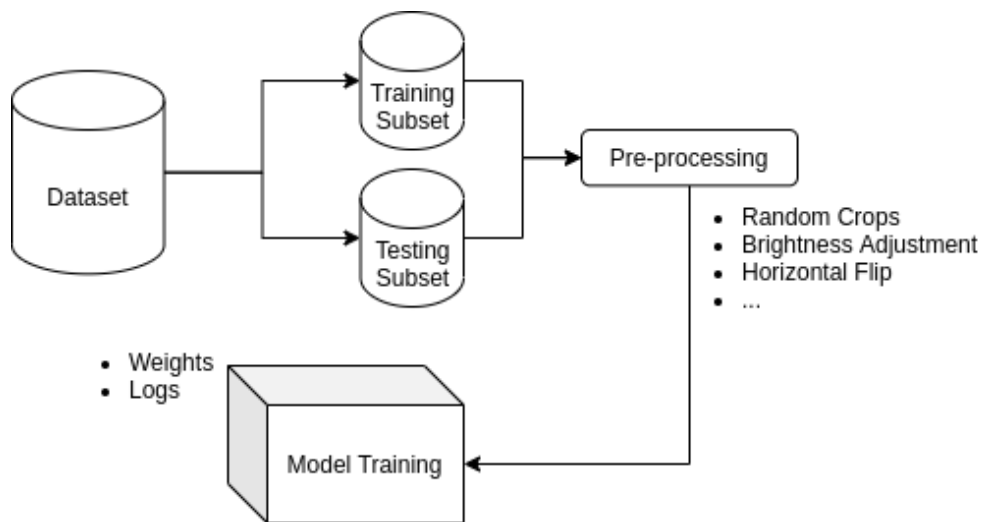 Dataset
Training
Subset
Testing
Subset
Pre-processing
• Random Crops
• Brightness Adjustment
• Horizontal Flip
• ...
• Weights
• Logs
Model Training